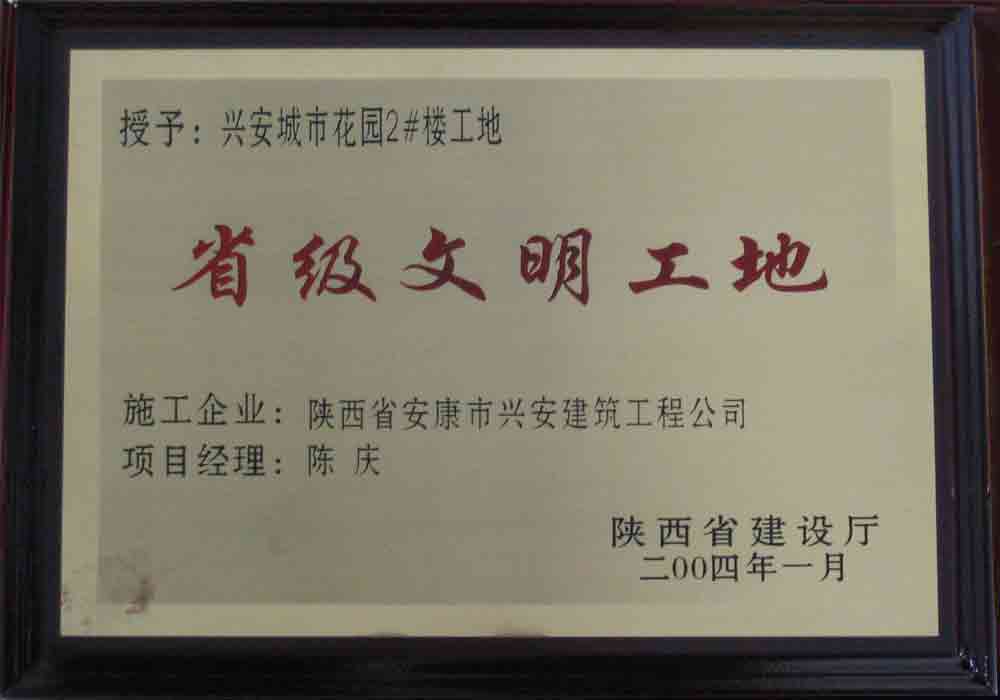 授予：兴安城市花园2#楼工地
省级文明工地
施工企业：陕西省安康市兴安建筑工程公司
项目经理：陈 庆
陕西省建设厅
二00四年一月